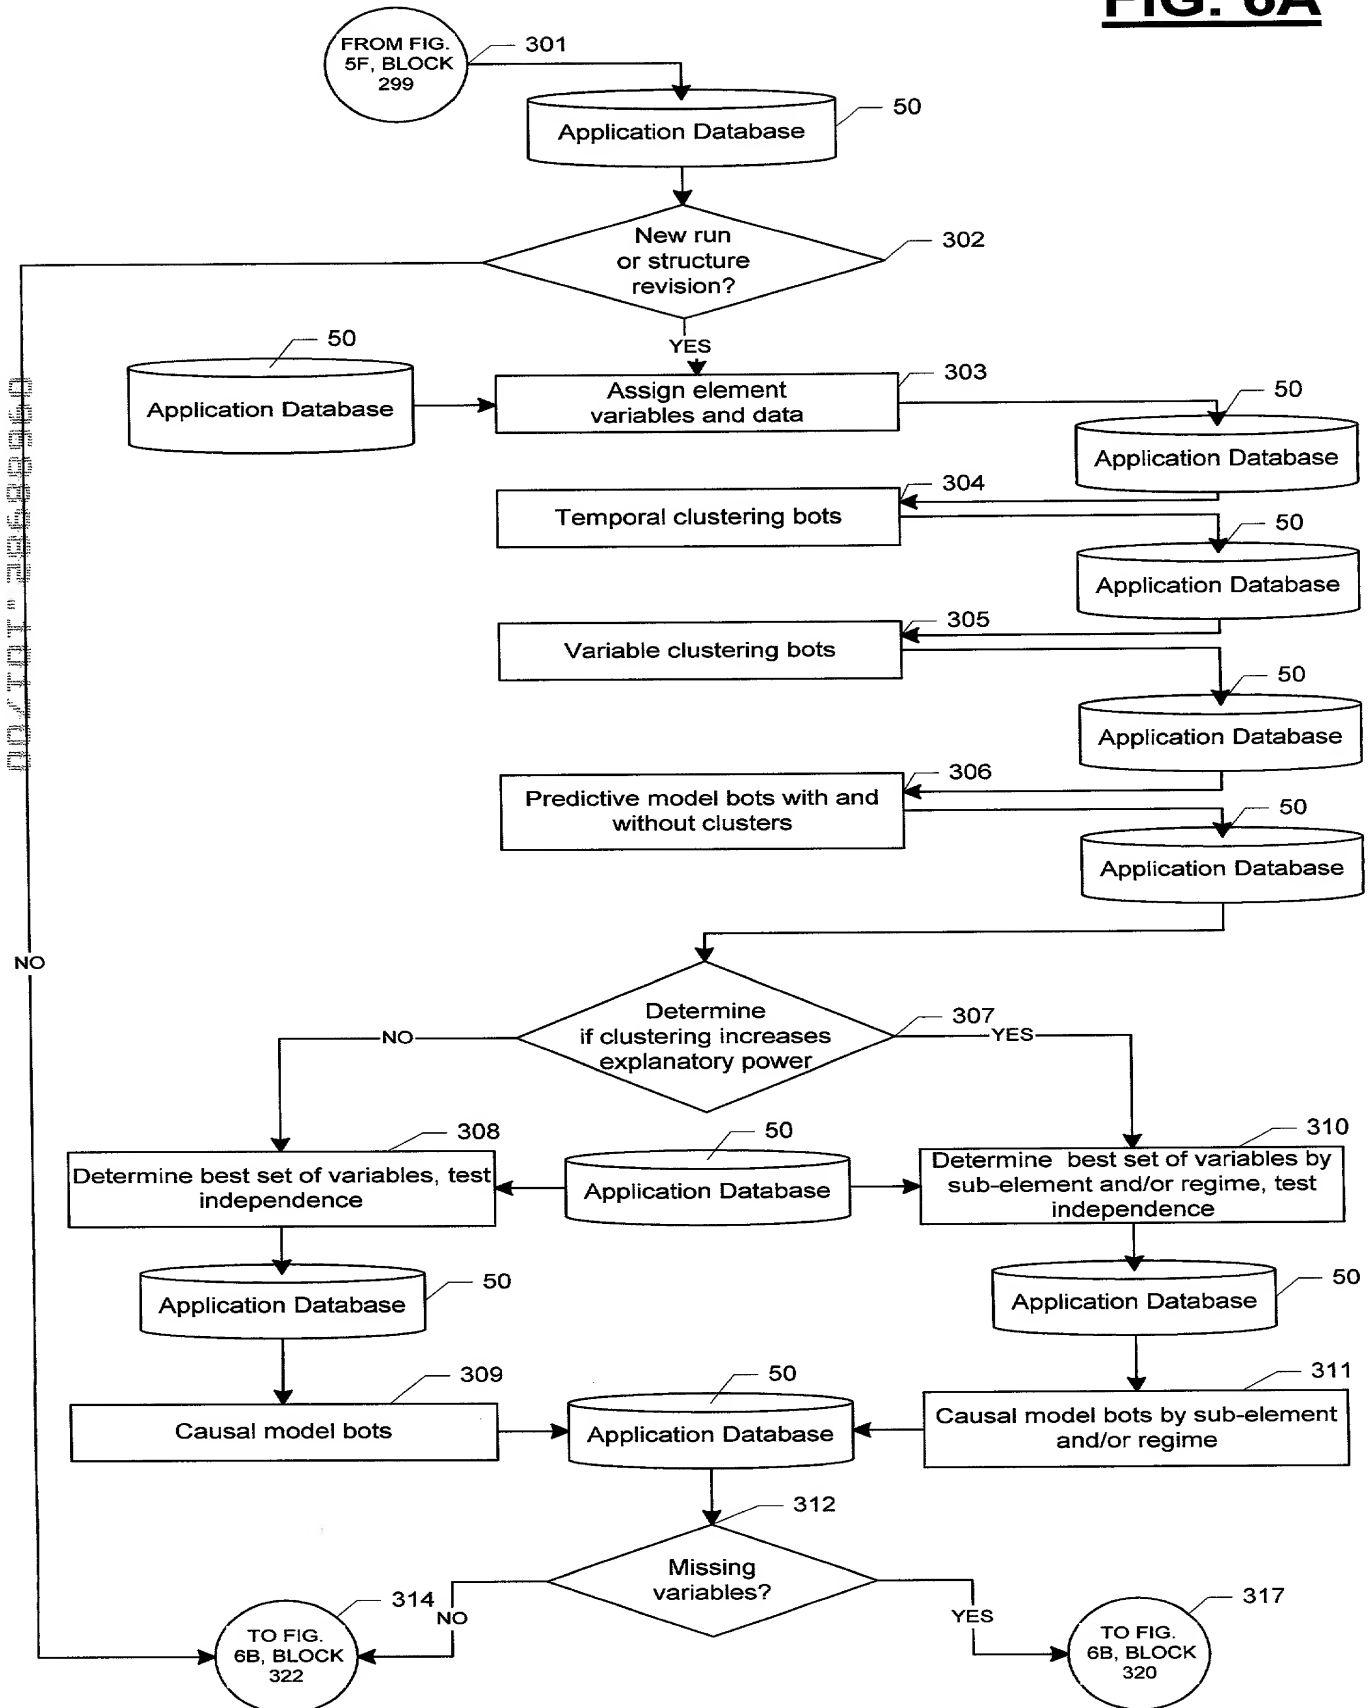 FIG. 6A
FROM FIG.
5F, BLOCK
299
301
Application Database
50
New run
or structure
revision?
302
YES
50
Application Database
Assign element
variables and data
303
50
Application Database
304
Temporal clustering bots
50
Application Database
305
Variable clustering bots
50
Application Database
306
Predictive model bots with and
without clusters
50
Application Database
NO
Determine
if clustering increases
explanatory power
307
NO
YES
308
Determine best set of variables, test
independence
50
Application Database
310
Determine best set of variables by
sub-element and/or regime, test
independence
50
Application Database
50
Application Database
309
Causal model bots
50
Application Database
311
Causal model bots by sub-element
and/or regime
312
Missing
variables?
NO
YES
314
TO FIG.
6B, BLOCK
322
317
TO FIG.
6B, BLOCK
320